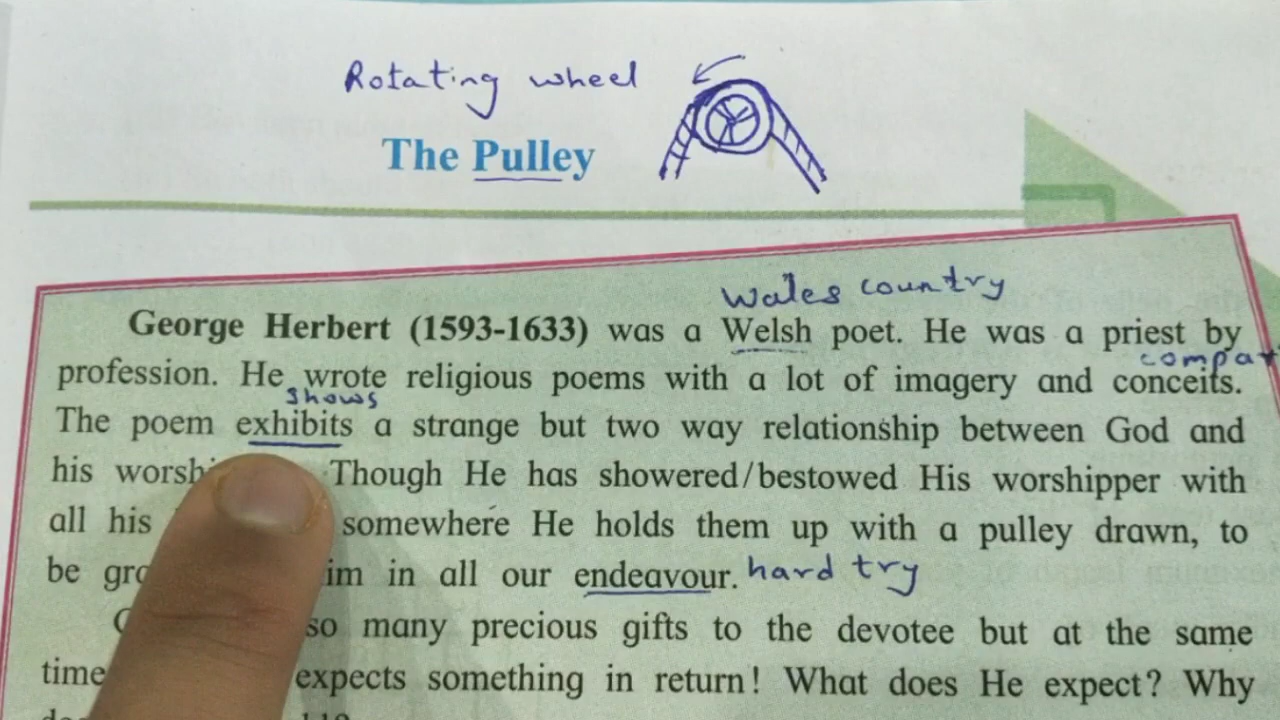 Rotating wheel
The Pulley
Wales country
George Herbert (1593-1633) was a Welsh poet. He was a priest by
compar
profession. He wrote religious poems with a lot of imagery and conceits.
shows
The poem exhibits a strange but two way relationship between God and
his Though He has showered/bestowed His worshipper with
all his somewhere He holds them up with a pulley drawn, to
be in all our endeavour. hard try
so many precious gifts to the devotee but at the same
time expects something in return! What does He expect? Why